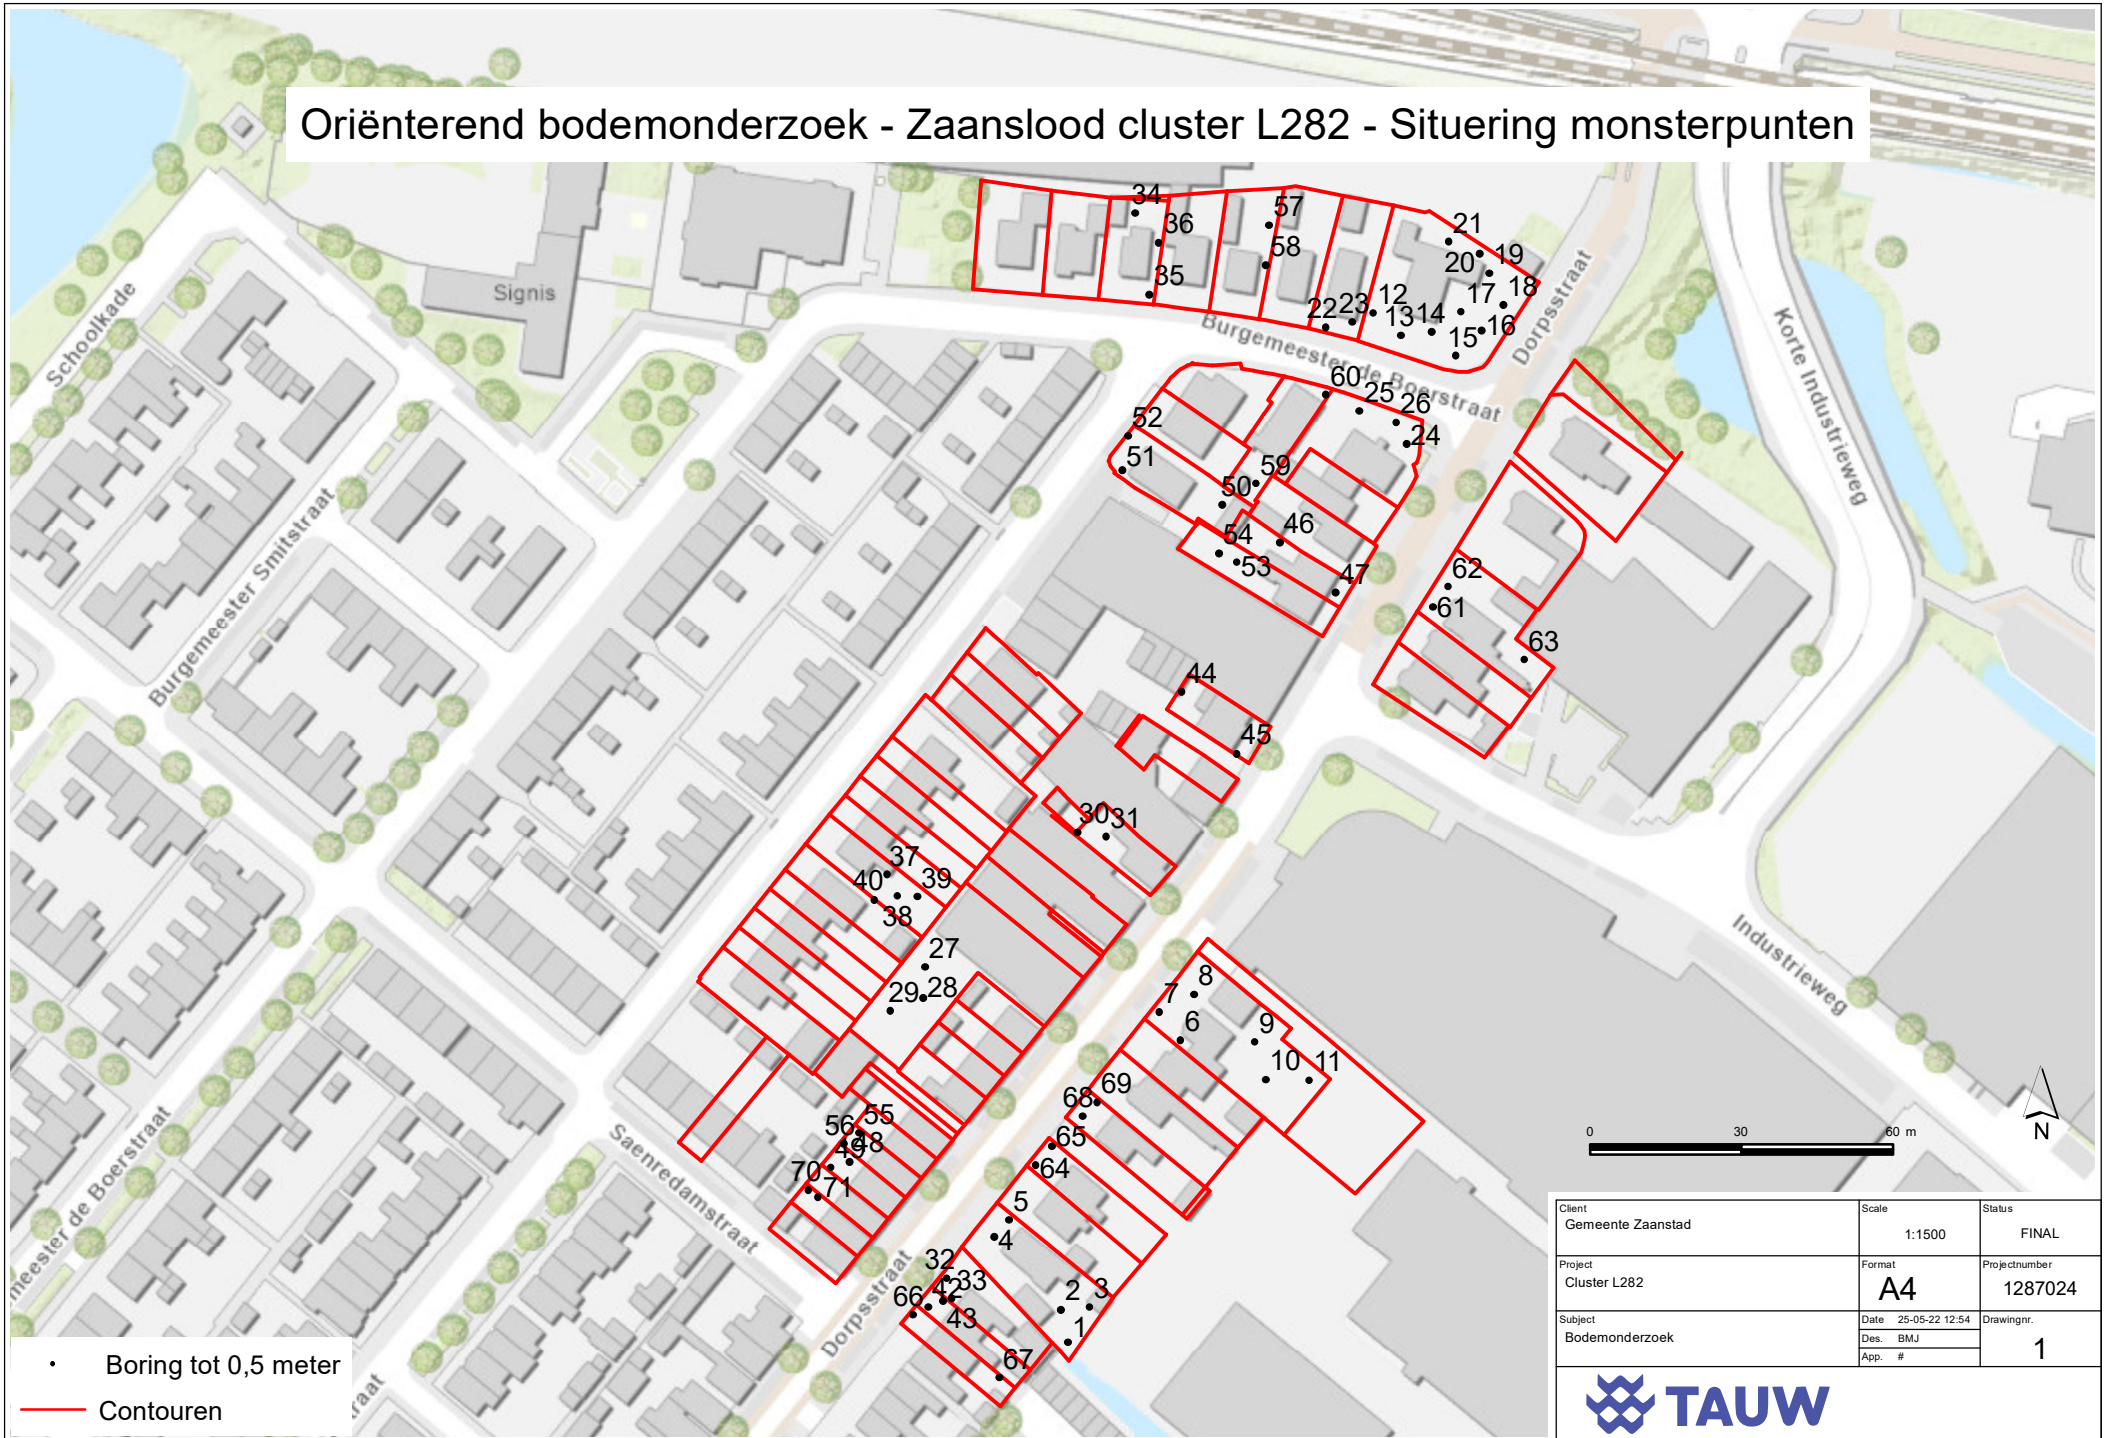 Oriënterend bodemonderzoek - Zaanslood cluster L282 - Situering monsterpunten
34
36
35
57
58
21
20
19
18
17
16
15
14
13
12
23
22
Signis
Schoolkade
Burgemeester de Boerstraat
Dorpsstraat
Korte Industrieweg
60
25
26
24
52
51
59
50
54
53
46
47
62
61
63
Burgemeester Smitstraat
44
45
30
31
37
40
39
38
27
28
29
Industrieweg
8
7
6
9
10
11
69
68
65
64
55
56
48
49
70
71
Saenredamstraat
5
4
32
33
42
43
66
67
2
3
1
Dorpsstraat
meester de Boerstraat
raat
0 30 60 m
N
Boring tot 0,5 meter
Contouren
Client
Gemeente Zaanstad
Scale
1:1500
Status
FINAL
Project
Cluster L282
Format
A4
Projectnumber
1287024
Subject
Bodemonderzoek
Date 25-05-22 12:54
Des. BMJ
App. #
Drawingnr.
1
TAUW